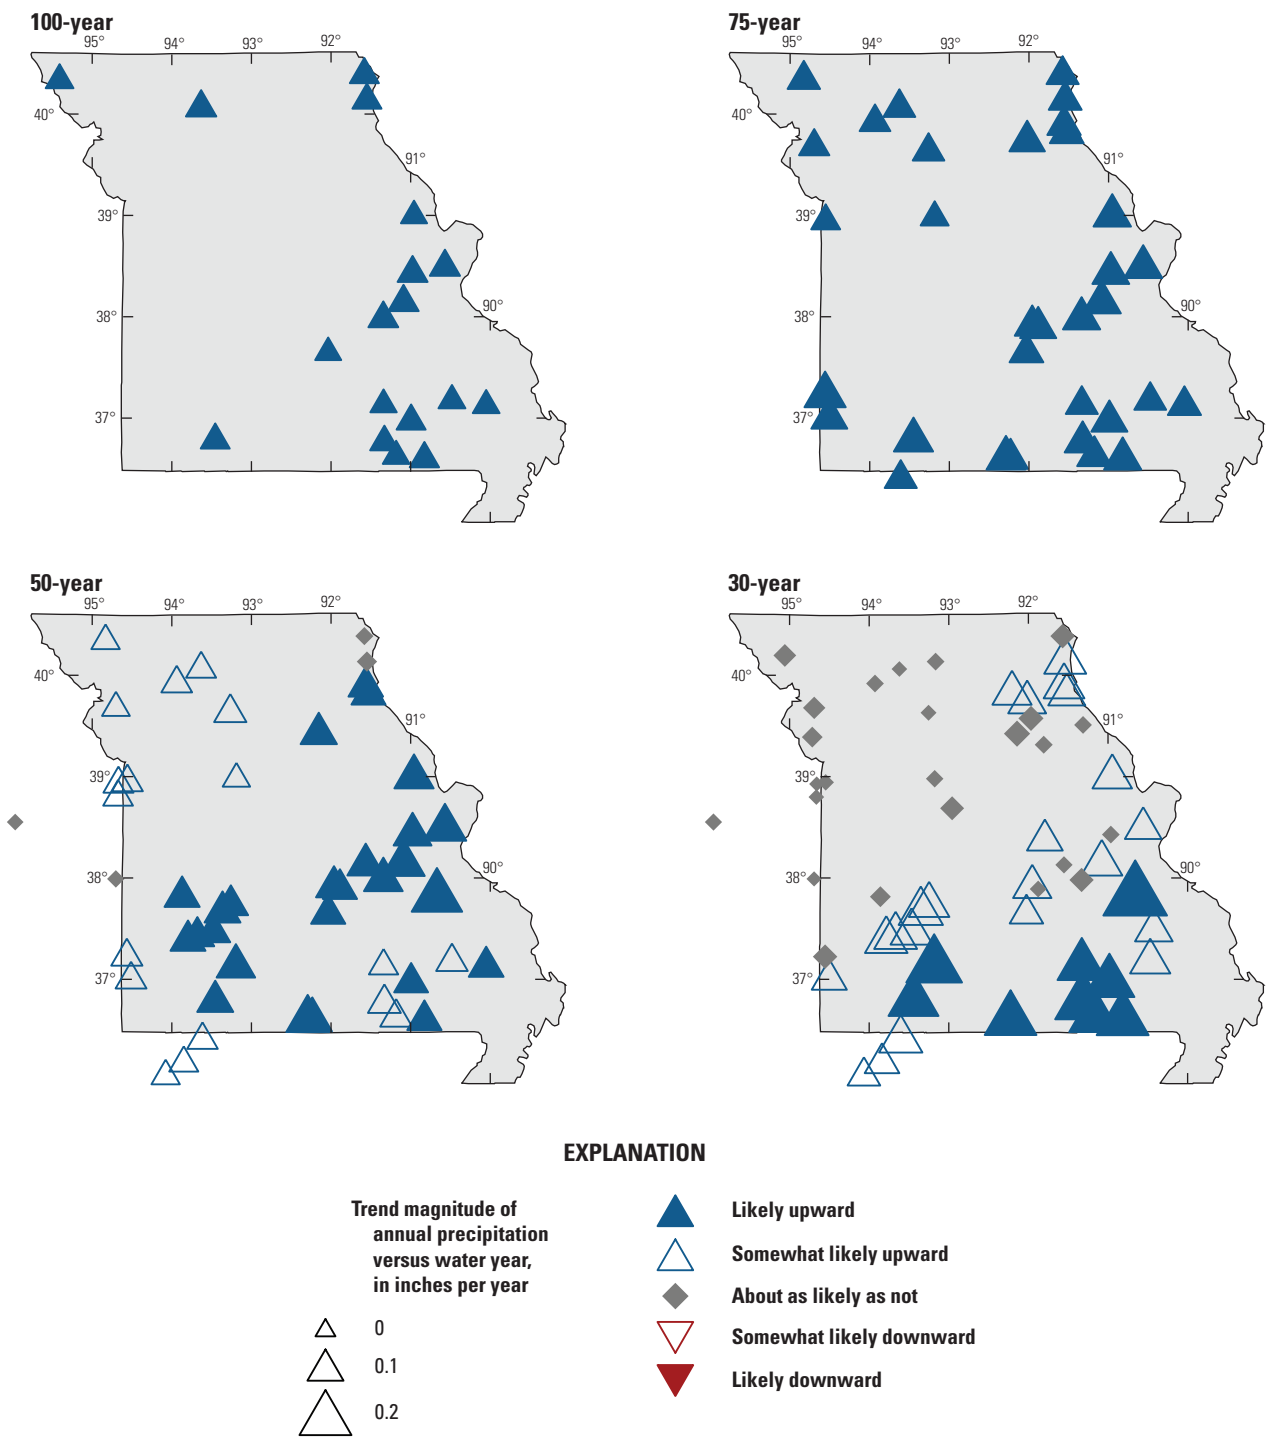 100-year
95° 94° 93° 92°
40°
91°
39°
90°
38°
37°
75-year
95° 94° 93° 92°
40°
91°
39°
90°
38°
37°
50-year
95° 94° 93° 92°
40°
91°
39°
90°
38°
37°
30-year
95° 94° 93° 92°
40°
91°
39°
90°
38°
37°
EXPLANATION
Trend magnitude of
annual precipitation
versus water year,
in inches per year
0
0.1
0.2
Likely upward
Somewhat likely upward
About as likely as not
Somewhat likely downward
Likely downward